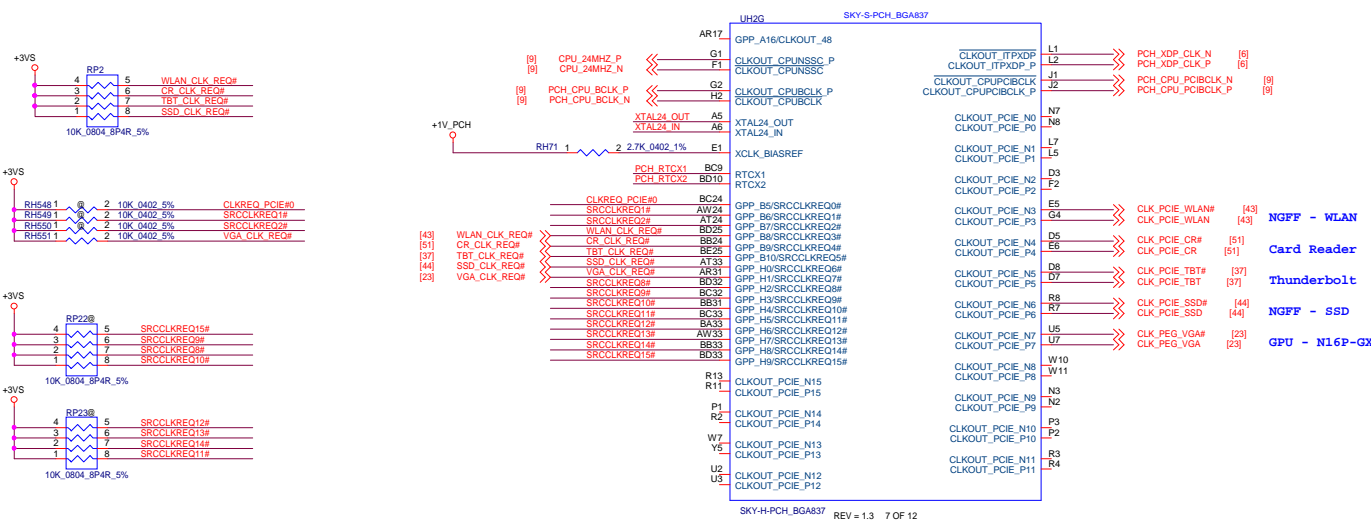 +3VS
RP2
4 5 WLAN_CLK_REQ#
3 6 CR_CLK_REQ#
2 7 TBT_CLK_REQ#
1 8 SSD_CLK_REQ#
10K_0804_8P4R_5%
+3VS
RH548 1 @ 2 10K_0402_5% CLKREQ_PCIE#0
RH549 1 @ 2 10K_0402_5% SRCCLKREQ1#
RH550 1 @ 2 10K_0402_5% SRCCLKREQ2#
RH551 1 2 10K_0402_5% VGA_CLK_REQ#
+3VS
RP22@
4 5 SRCCLKREQ15#
3 6 SRCCLKREQ9#
2 7 SRCCLKREQ8#
1 8 SRCCLKREQ10#
10K_0804_8P4R_5%
+3VS
RP23@
4 5 SRCCLKREQ12#
3 6 SRCCLKREQ13#
2 7 SRCCLKREQ14#
1 8 SRCCLKREQ11#
10K_0804_8P4R_5%
UH2G SKY-S-PCH_BGA837
AR17 GPP_A16/CLKOUT_48
[9] CPU_24MHZ_P G1 CLKOUT_CPUNSSC_P
[9] CPU_24MHZ_N F1 CLKOUT_CPUNSSC
[9] PCH_CPU_BCLK_P G2 CLKOUT_CPUBCLK_P
[9] PCH_CPU_BCLK_N H2 CLKOUT_CPUBCLK
XTAL24_OUT A5 XTAL24_OUT
XTAL24_IN A6 XTAL24_IN
+1V_PCH
RH71 1 2 2.7K_0402_1% E1 XCLK_BIASREF
PCH_RTCX1 BC9 RTCX1
PCH_RTCX2 BD10 RTCX2
CLKREQ_PCIE#0 BC24 GPP_B5/SRCCLKREQ0#
SRCCLKREQ1# AW24 GPP_B6/SRCCLKREQ1#
SRCCLKREQ2# AT24 GPP_B7/SRCCLKREQ2#
[43] WLAN_CLK_REQ# WLAN_CLK_REQ# BD25 GPP_B8/SRCCLKREQ3#
[51] CR_CLK_REQ# CR_CLK_REQ# BB24 GPP_B9/SRCCLKREQ4#
[37] TBT_CLK_REQ# TBT_CLK_REQ# BE25 GPP_B10/SRCCLKREQ5#
[44] SSD_CLK_REQ# SSD_CLK_REQ# AT33 GPP_H0/SRCCLKREQ6#
[23] VGA_CLK_REQ# VGA_CLK_REQ# AR31 GPP_H1/SRCCLKREQ7#
SRCCLKREQ8# BD32 GPP_H2/SRCCLKREQ8#
SRCCLKREQ9# BC32 GPP_H3/SRCCLKREQ9#
SRCCLKREQ10# BB31 GPP_H4/SRCCLKREQ10#
SRCCLKREQ11# BC33 GPP_H5/SRCCLKREQ11#
SRCCLKREQ12# BA33 GPP_H6/SRCCLKREQ12#
SRCCLKREQ13# AW33 GPP_H7/SRCCLKREQ13#
SRCCLKREQ14# BB33 GPP_H8/SRCCLKREQ14#
SRCCLKREQ15# BD33 GPP_H9/SRCCLKREQ15#
R13 CLKOUT_PCIE_N15
R11 CLKOUT_PCIE_P15
P1 CLKOUT_PCIE_N14
R2 CLKOUT_PCIE_P14
W7 CLKOUT_PCIE_N13
Y5 CLKOUT_PCIE_P13
U2 CLKOUT_PCIE_N12
U3 CLKOUT_PCIE_P12
CLKOUT_ITPXDP L1 PCH_XDP_CLK_N [6]
CLKOUT_ITPXDP_P L2 PCH_XDP_CLK_P [6]
CLKOUT_CPUPCIBCLK J1 PCH_CPU_PCIBCLK_N [9]
CLKOUT_CPUPCIBCLK_P J2 PCH_CPU_PCIBCLK_P [9]
CLKOUT_PCIE_N0 N7
CLKOUT_PCIE_P0 N8
CLKOUT_PCIE_N1 L7
CLKOUT_PCIE_P1 L5
CLKOUT_PCIE_N2 D3
CLKOUT_PCIE_P2 F2
CLKOUT_PCIE_N3 E5 CLK_PCIE_WLAN# [43]
CLKOUT_PCIE_P3 G4 CLK_PCIE_WLAN [43]
NGFF - WLAN
CLKOUT_PCIE_N4 D5 CLK_PCIE_CR# [51]
CLKOUT_PCIE_P4 E6 CLK_PCIE_CR [51]
Card Reader
CLKOUT_PCIE_N5 D8 CLK_PCIE_TBT# [37]
CLKOUT_PCIE_P5 D7 CLK_PCIE_TBT [37]
Thunderbolt
CLKOUT_PCIE_N6 R8 CLK_PCIE_SSD# [44]
CLKOUT_PCIE_P6 R7 CLK_PCIE_SSD [44]
NGFF - SSD
CLKOUT_PCIE_N7 U5 CLK_PEG_VGA# [23]
CLKOUT_PCIE_P7 U7 CLK_PEG_VGA [23]
GPU - N16P-GX
CLKOUT_PCIE_N8 W10
CLKOUT_PCIE_P8 W11
CLKOUT_PCIE_N9 N3
CLKOUT_PCIE_P9 N2
CLKOUT_PCIE_N10 P3
CLKOUT_PCIE_P10 P2
CLKOUT_PCIE_N11 R3
CLKOUT_PCIE_P11 R4
SKY-H-PCH_BGA837 REV = 1.3 7 OF 12